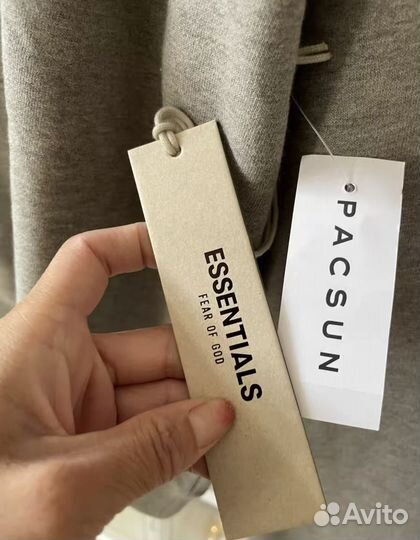 ESSENTIALS
FEAR OF GOD
PACSUN
Avito